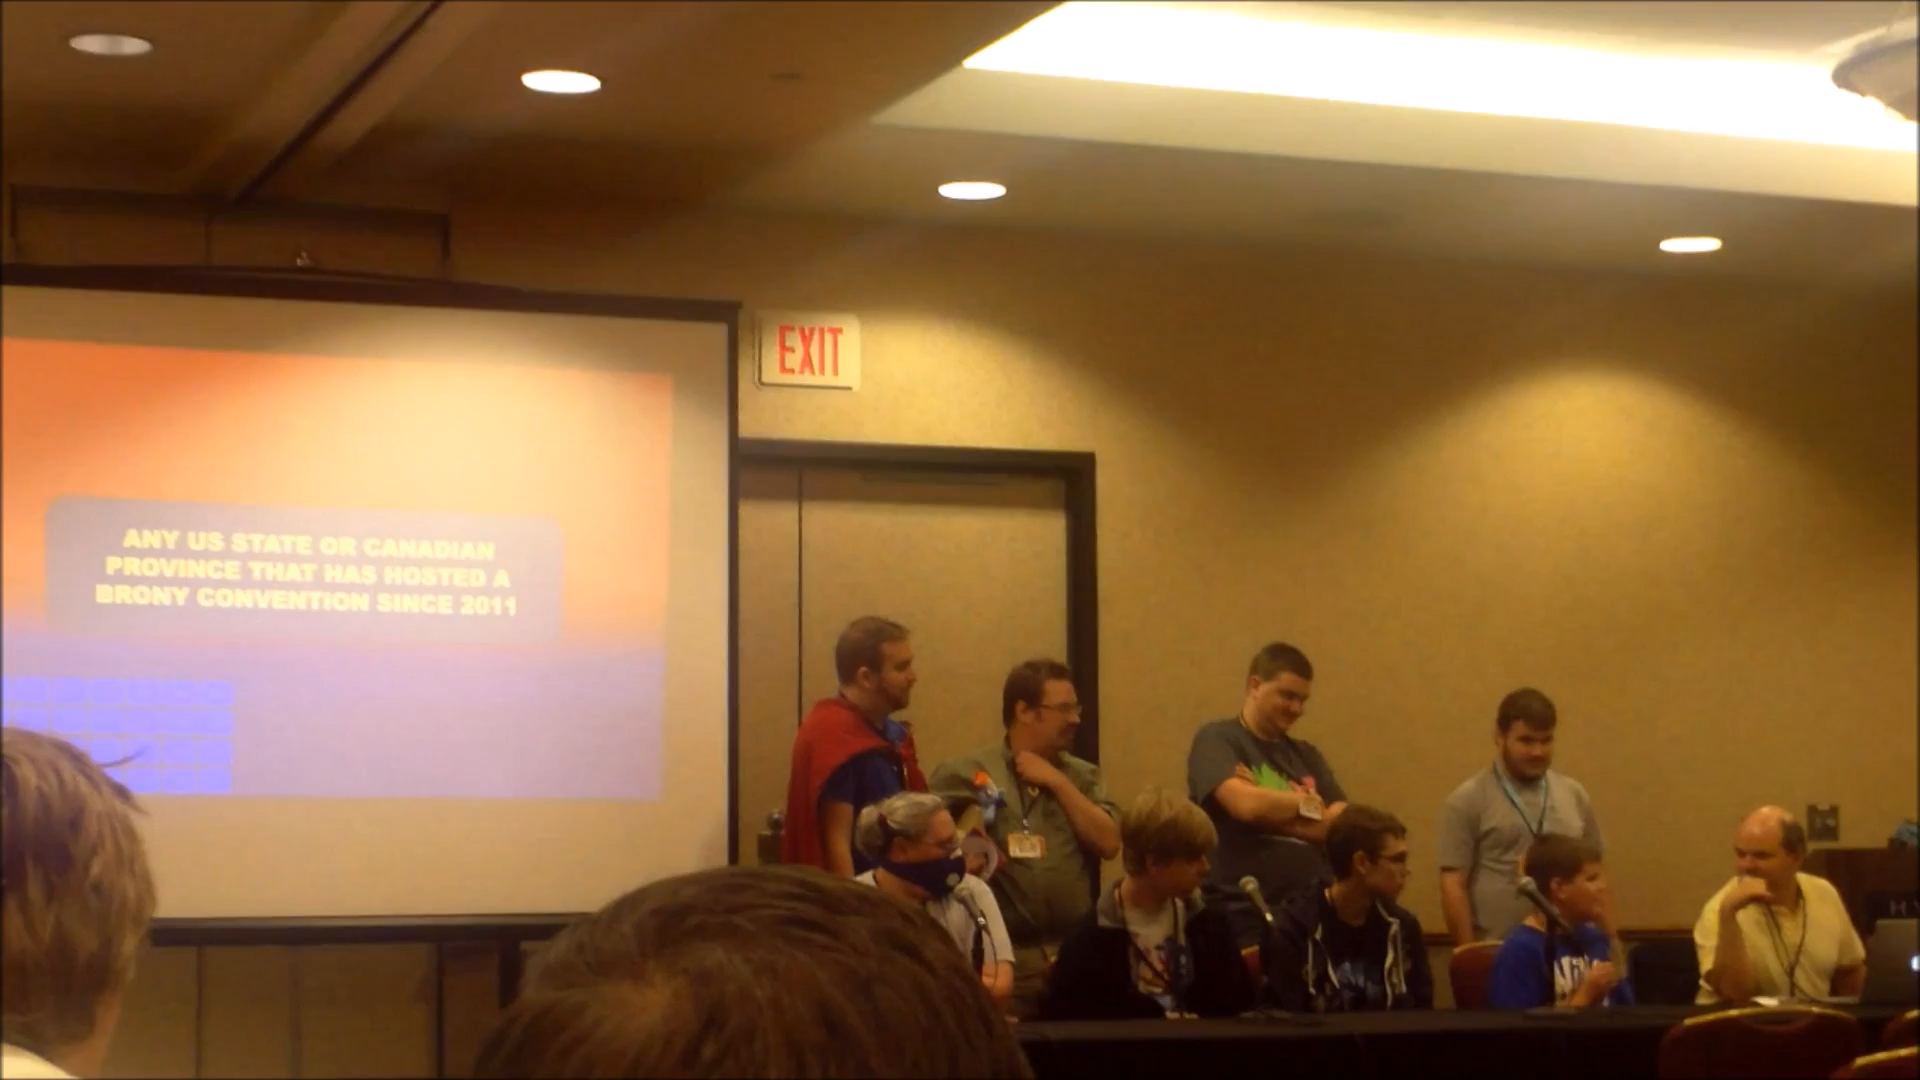 EXIT
ANY US STATE OR CANADIAN
PROVINCE THAT HAS HOSTED A
BRONY CONVENTION SINCE 2011